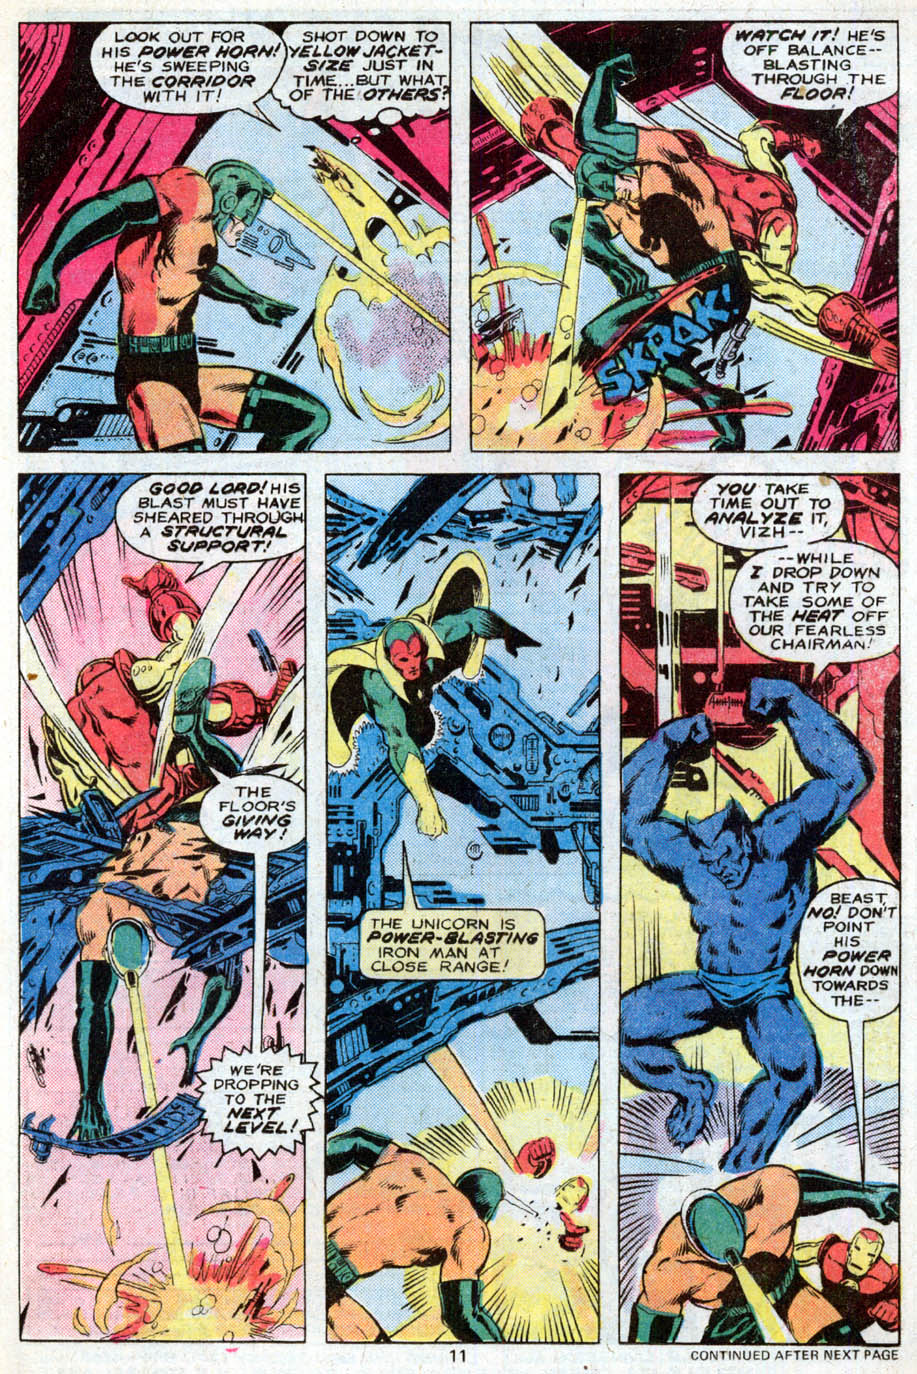 LOOK OUT FOR
HIS POWER HORN!
HE'S SWEEPING
THE CORRIDOR
WITH IT!
SHOT DOWN TO
YELLOW JACKET-
SIZE JUST IN
TIME...BUT WHAT
OF THE OTHERS?
WATCH IT! HE'S
OFF BALANCE--
BLASTING
THROUGH THE
FLOOR!
SKRAK!
GOOD LORD! HIS
BLAST MUST HAVE
SHEARED THROUGH
A STRUCTURAL
SUPPORT!
THE
FLOOR'S
GIVING
WAY!
WE'RE
DROPPING
TO THE
NEXT
LEVEL!
THE UNICORN IS
POWER-BLASTING
IRON MAN AT
CLOSE RANGE!
YOU TAKE
TIME OUT TO
ANALYZE IT,
VIZH--
--WHILE
I DROP DOWN
AND TRY TO
TAKE SOME OF
THE HEAT OFF
OUR FEARLESS
CHAIRMAN!
BEAST,
NO! DON'T
POINT
HIS
POWER
HORN DOWN
TOWARDS
THE--
11
CONTINUED AFTER NEXT PAGE